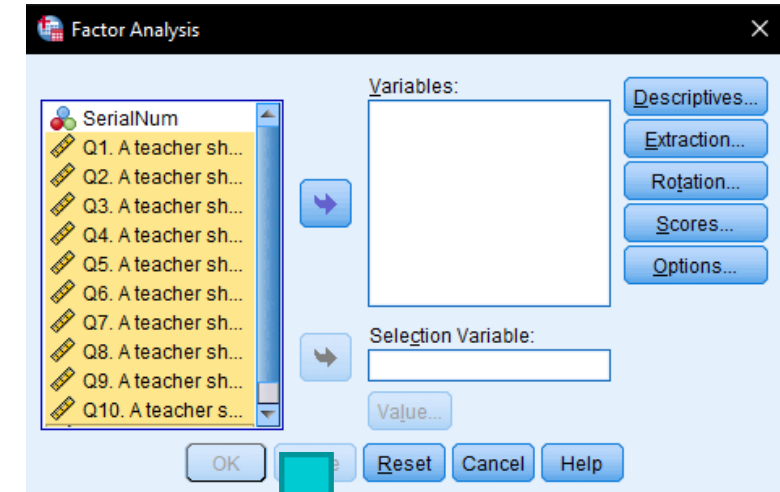 Factor Analysis
SerialNum
Q1. A teacher sh...
Q2. A teacher sh...
Q3. A teacher sh...
Q4. A teacher sh...
Q5. A teacher sh...
Q6. A teacher sh...
Q7. A teacher sh...
Q8. A teacher sh...
Q9. A teacher sh...
Q10. A teacher s...
Variables:
Selection Variable:
Value...
Descriptives...
Extraction...
Rotation...
Scores...
Options...
OK
Reset
Cancel
Help